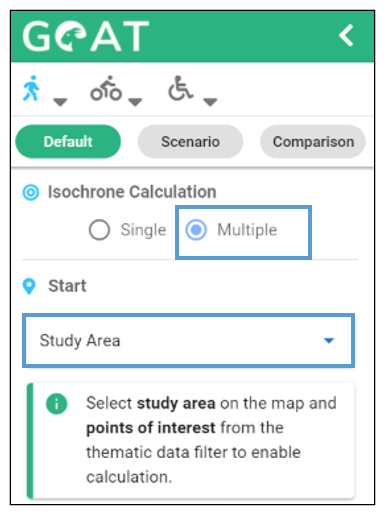 GOAT
Default Scenario Comparison
Isochrone Calculation
Single Multiple
Start
Study Area
Select study area on the map and
points of interest from the
thematic data filter to enable
calculation.